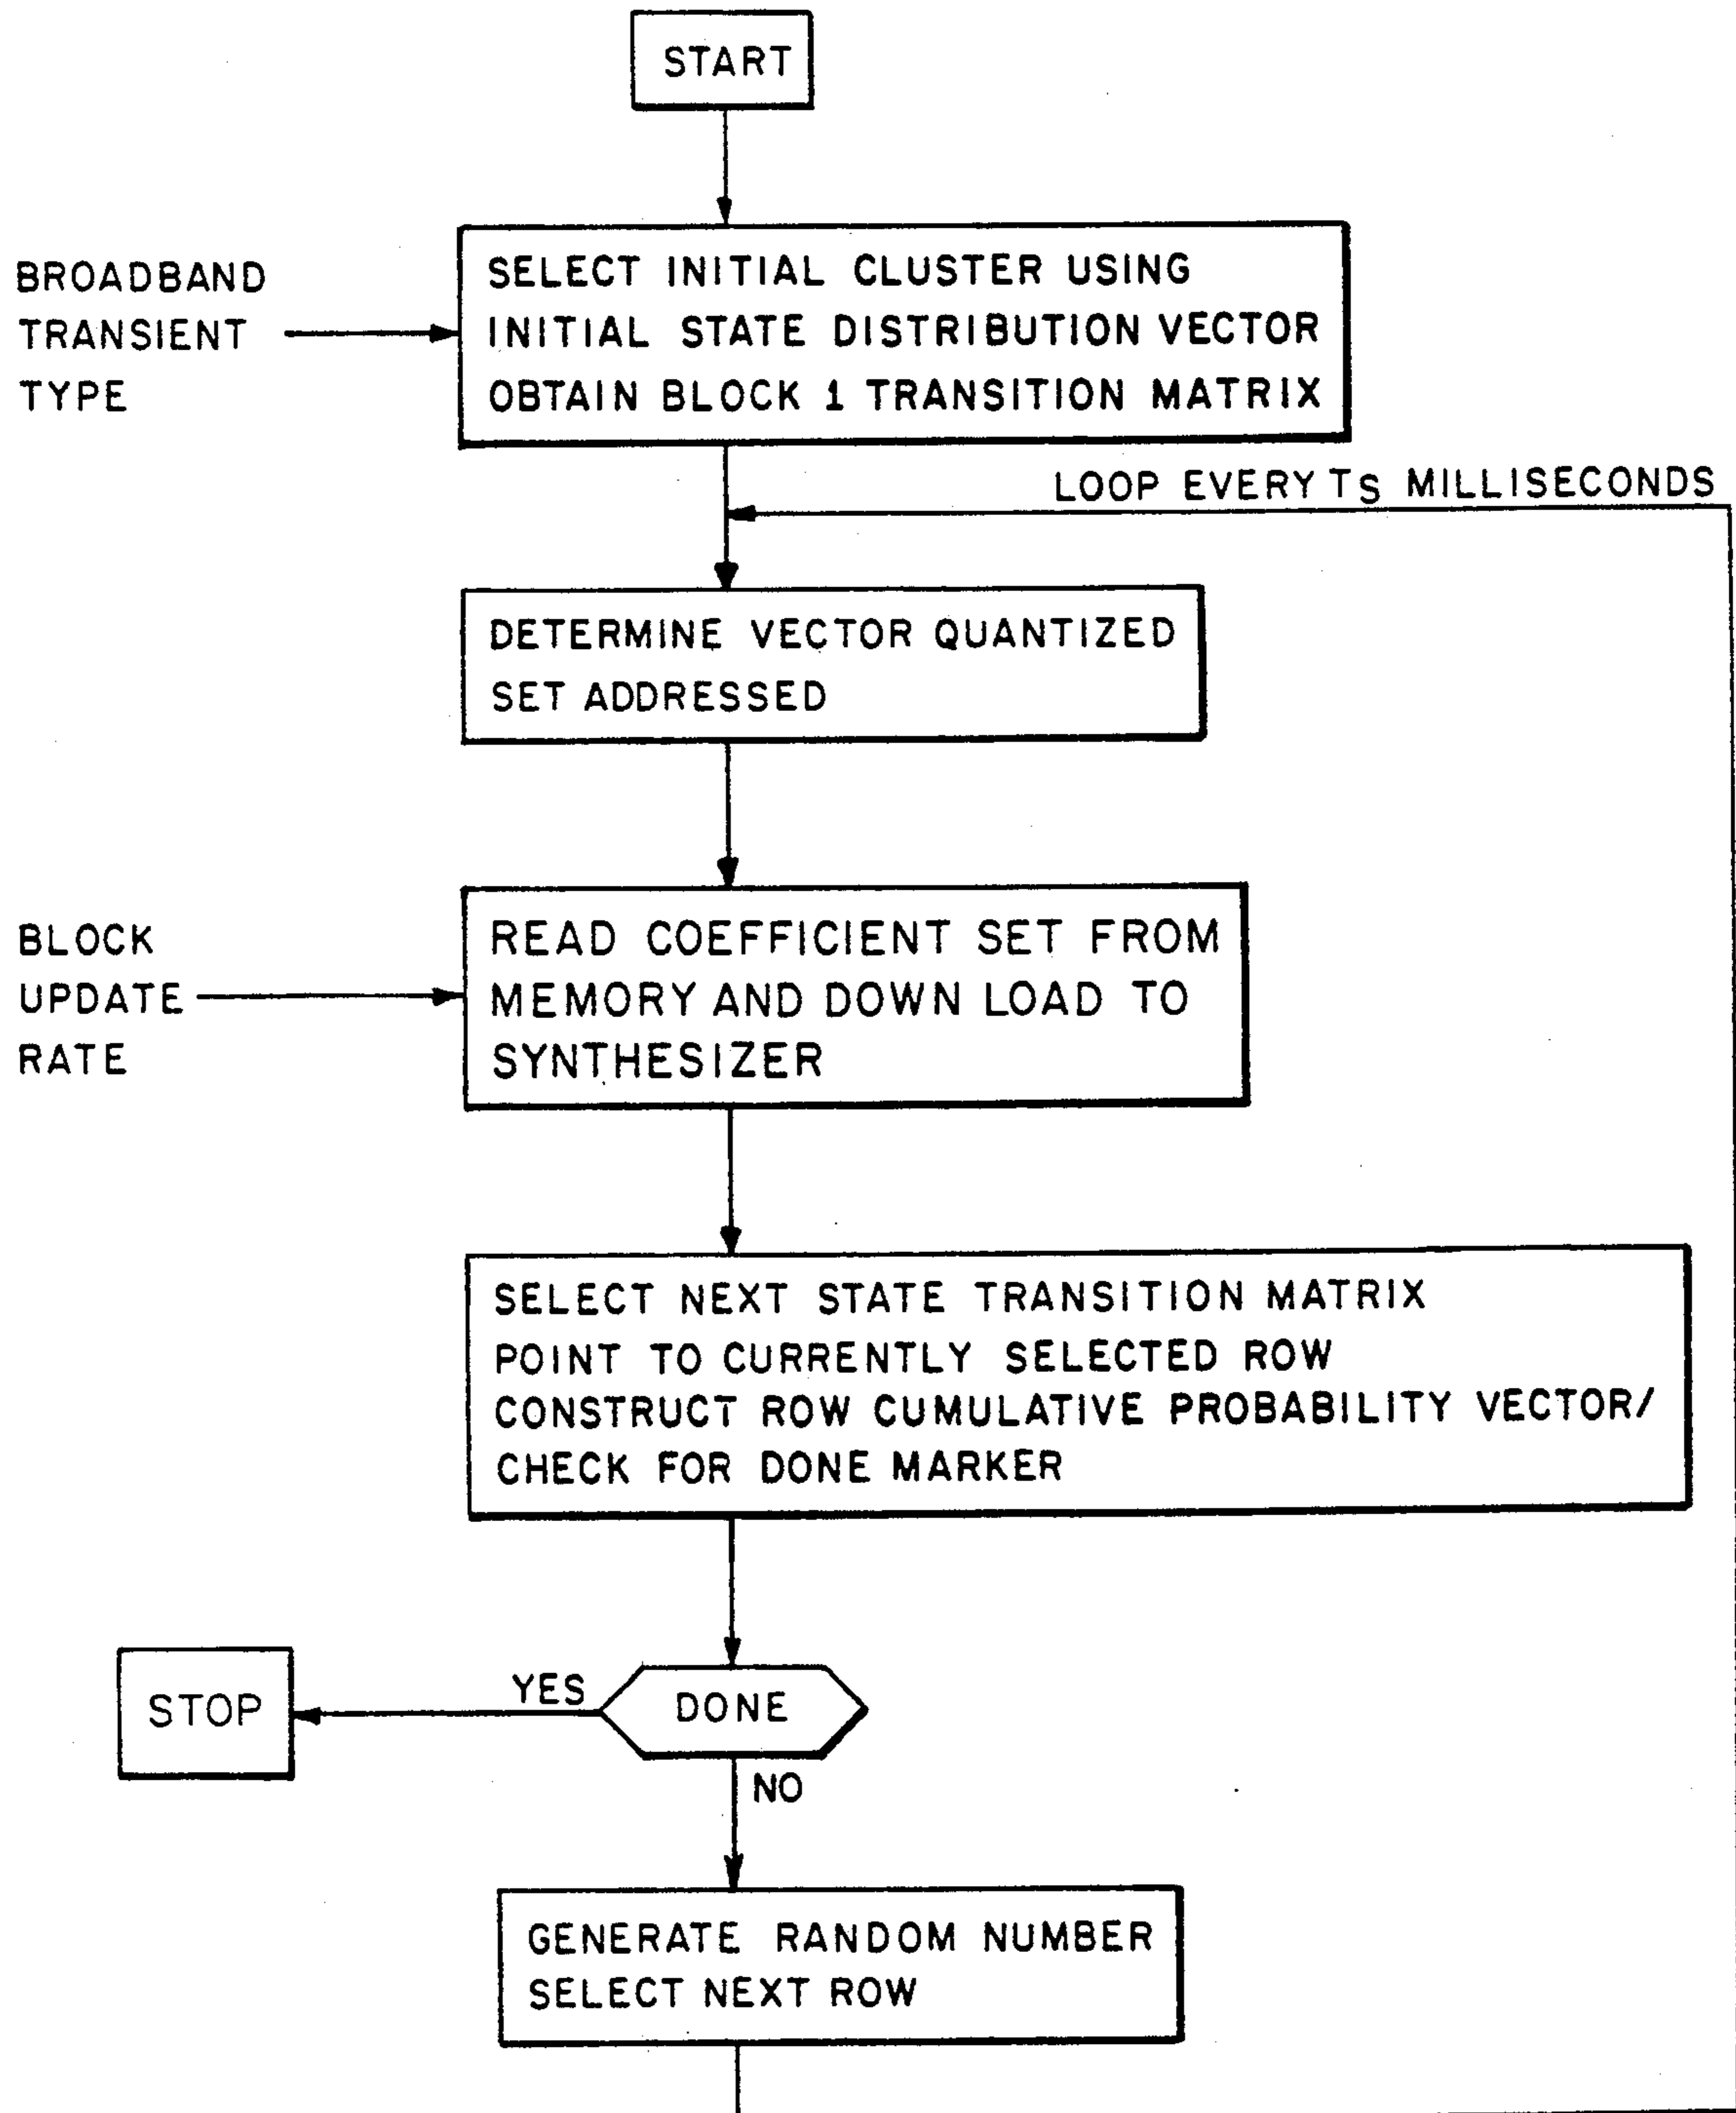 START
BROADBAND
TRANSIENT
TYPE
SELECT INITIAL CLUSTER USING
INITIAL STATE DISTRIBUTION VECTOR
OBTAIN BLOCK 1 TRANSITION MATRIX
LOOP EVERY TS MILLISECONDS
DETERMINE VECTOR QUANTIZED
SET ADDRESSED
BLOCK
UPDATE
RATE
READ COEFFICIENT SET FROM
MEMORY AND DOWN LOAD TO
SYNTHESIZER
SELECT NEXT STATE TRANSITION MATRIX
POINT TO CURRENTLY SELECTED ROW
CONSTRUCT ROW CUMULATIVE PROBABILITY VECTOR/
CHECK FOR DONE MARKER
STOP
YES
DONE
NO
GENERATE RANDOM NUMBER
SELECT NEXT ROW